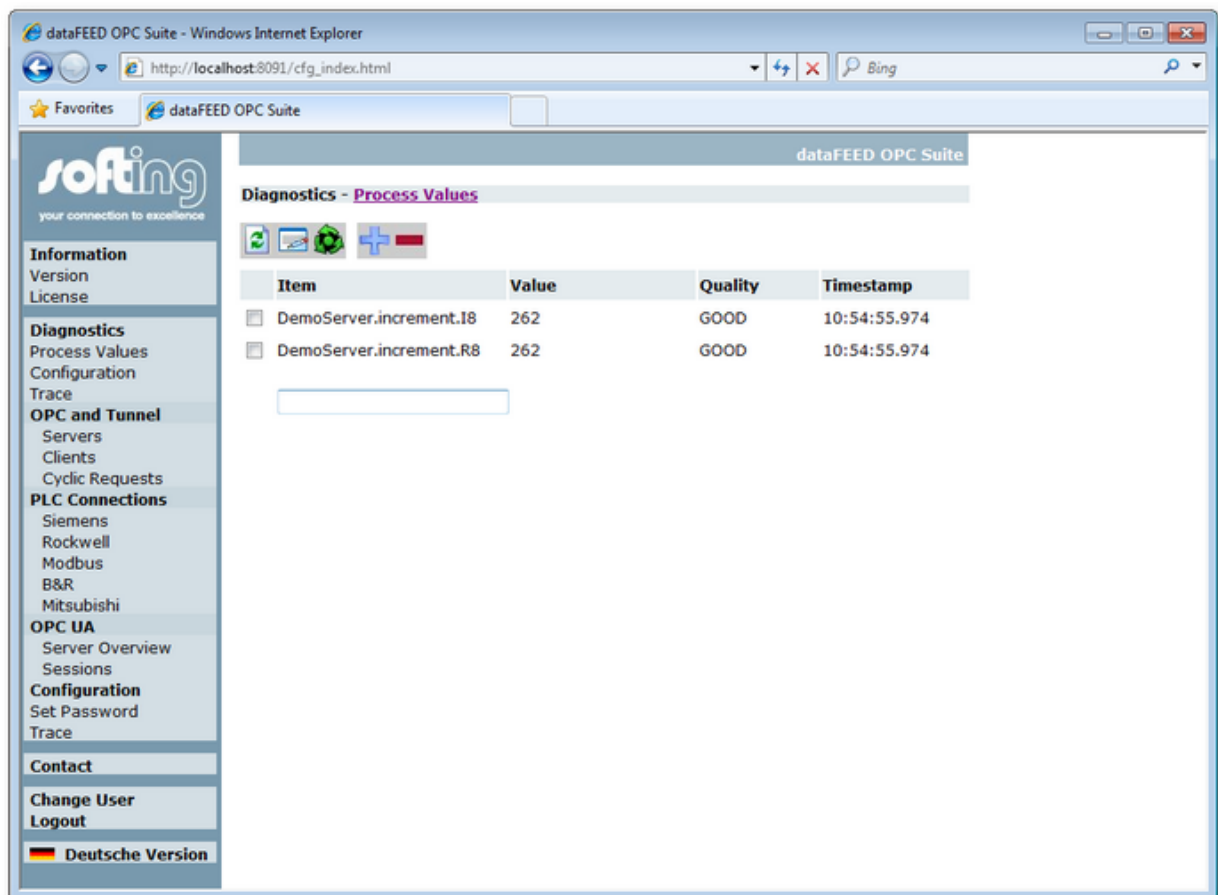 dataFEED OPC Suite - Windows Internet Explorer
http://localhost:8091/cfg_index.html
Bing
Favorites
dataFEED OPC Suite
softing
your connection to excellence
Information
Version
License
Diagnostics
Process Values
Configuration
Trace
OPC and Tunnel
Servers
Clients
Cyclic Requests
PLC Connections
Siemens
Rockwell
Modbus
B&R
Mitsubishi
OPC UA
Server Overview
Sessions
Configuration
Set Password
Trace
Contact
Change User
Logout
Deutsche Version
dataFEED OPC Suite
Diagnostics - Process Values
Item Value Quality Timestamp
DemoServer.increment.I8 262 GOOD 10:54:55.974
DemoServer.increment.R8 262 GOOD 10:54:55.974